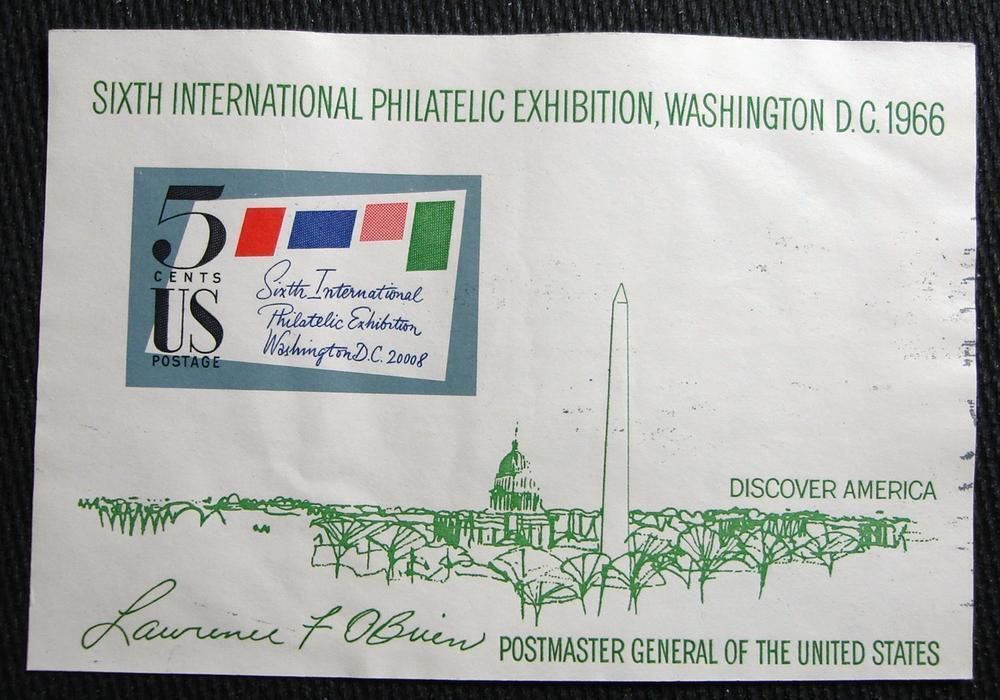 SIXTH INTERNATIONAL PHILATELIC EXHIBITION, WASHINGTON D.C. 1966
5
CENTS
US
POSTAGE
Sixth International
Philatelic Exhibition
Washington D.C. 20008
DISCOVER AMERICA
Lawrence F O'Brien
POSTMASTER GENERAL OF THE UNITED STATES